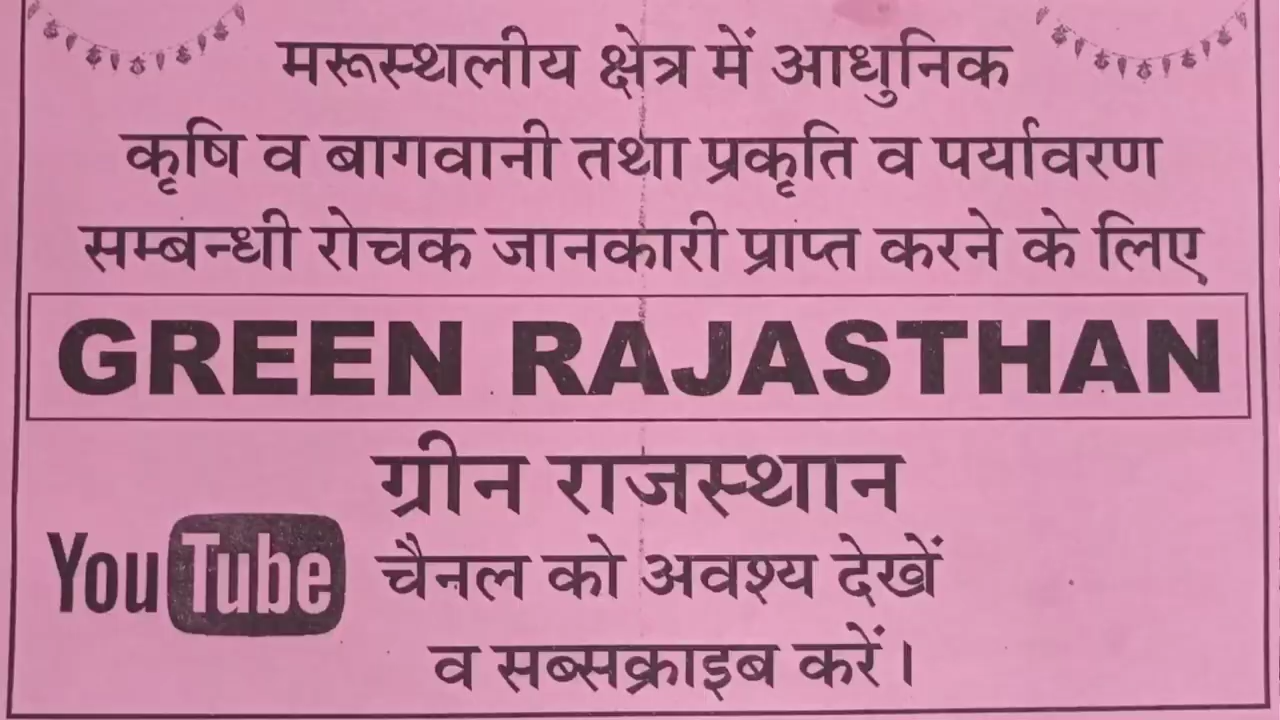 मरूस्थलीय क्षेत्र में आधुनिक
कृषि व बागवानी तथा प्रकृति व पर्यावरण
सम्बन्धी रोचक जानकारी प्राप्त करने के लिए
GREEN RAJASTHAN
ग्रीन राजस्थान
YouTube चैनल को अवश्य देखें
व सब्सक्राइब करें।